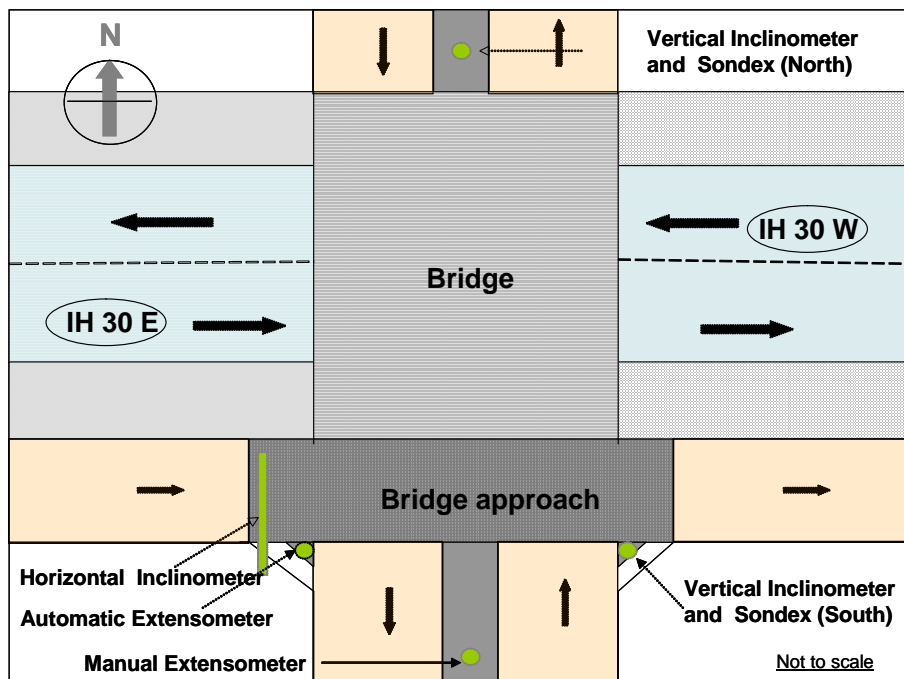 N
Vertical Inclinometer
and Sondex (North)
IH 30 W
Bridge
IH 30 E
Bridge approach
Horizontal Inclinometer
Automatic Extensometer
Manual Extensometer
Vertical Inclinometer
and Sondex (South)
Not to scale